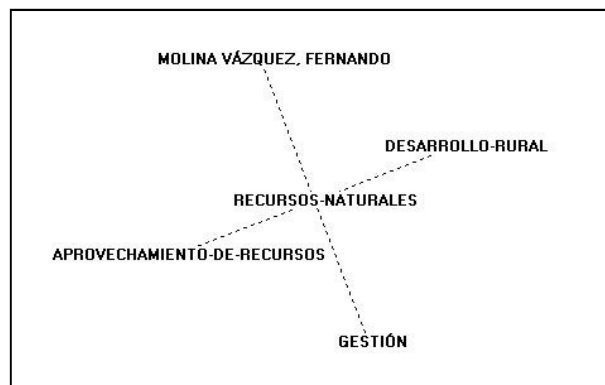 MOLINA VÁZQUEZ, FERNANDO
DESARROLLO-RURAL
RECURSOS-NATURALES
APROVECHAMIENTO-DE-RECURSOS
GESTIÓN